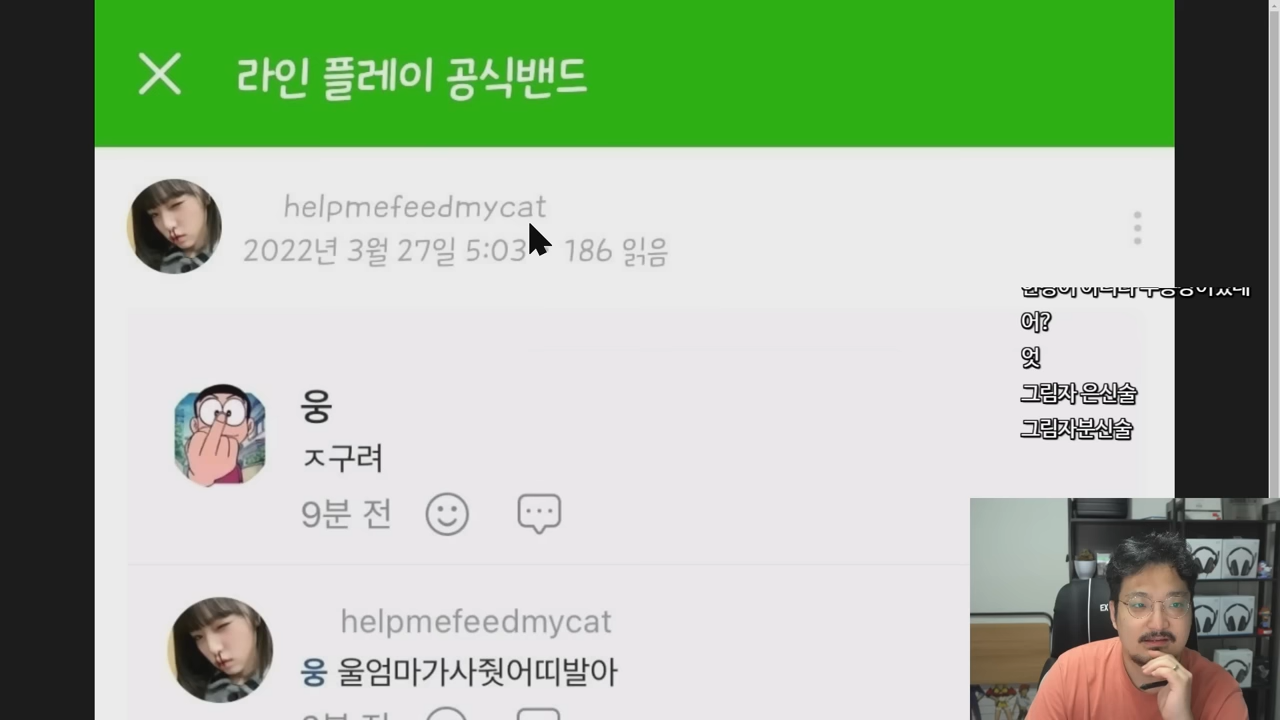 라인 플레이 공식밴드
helpmefeedmycat
2022년 3월 27일 5:03 186 읽음
어?
엇
그림자 은신술
그림자분신술
웅
ㅈ구려
9분 전
helpmefeedmycat
웅 울엄마가사줫어띠발아
EX